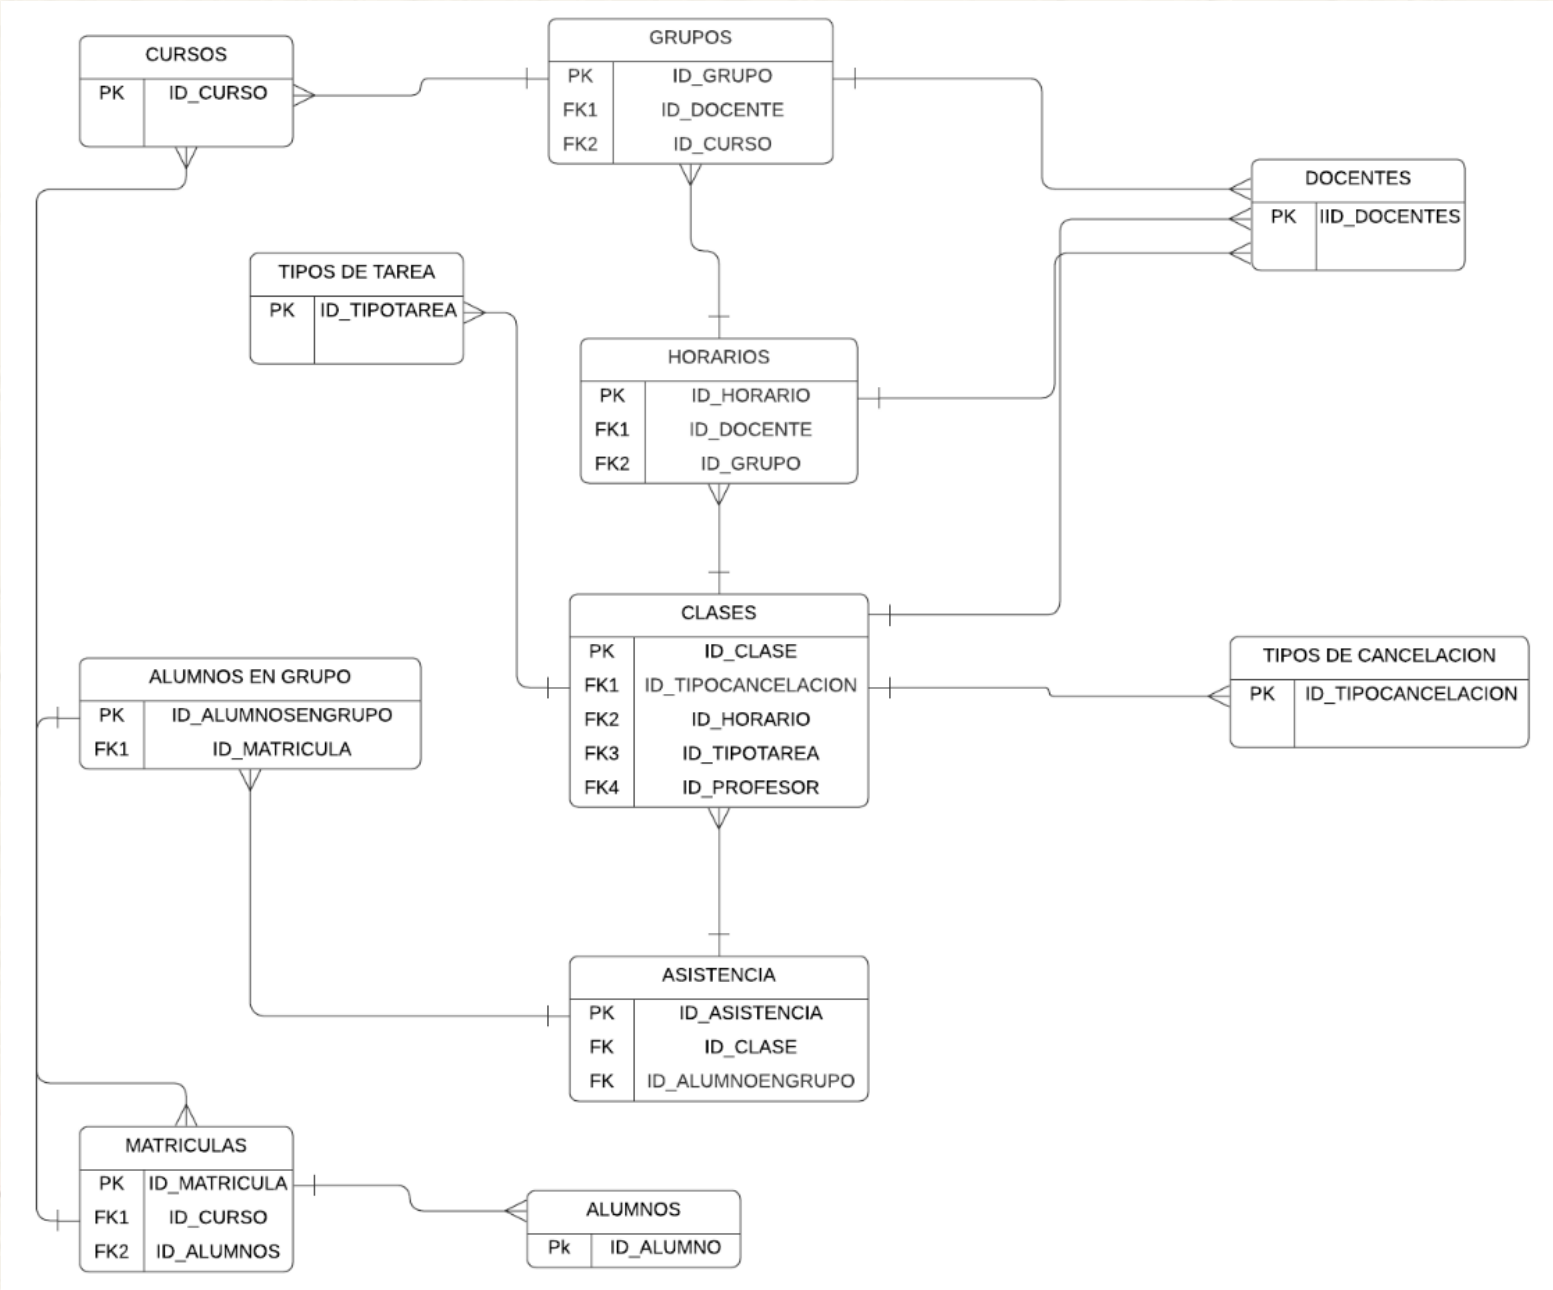 CURSOS
PK ID_CURSO
GRUPOS
PK ID_GRUPO
FK1 ID_DOCENTE
FK2 ID_CURSO
DOCENTES
PK IID_DOCENTES
TIPOS DE TAREA
PK ID_TIPOTAREA
HORARIOS
PK ID_HORARIO
FK1 ID_DOCENTE
FK2 ID_GRUPO
CLASES
PK ID_CLASE
FK1 ID_TIPOCANCELACION
FK2 ID_HORARIO
FK3 ID_TIPOTAREA
FK4 ID_PROFESOR
TIPOS DE CANCELACION
PK ID_TIPOCANCELACION
ALUMNOS EN GRUPO
PK ID_ALUMNOSENGRUPO
FK1 ID_MATRICULA
ASISTENCIA
PK ID_ASISTENCIA
FK ID_CLASE
FK ID_ALUMNOENGRUPO
MATRICULAS
PK ID_MATRICULA
FK1 ID_CURSO
FK2 ID_ALUMNOS
ALUMNOS
Pk ID_ALUMNO